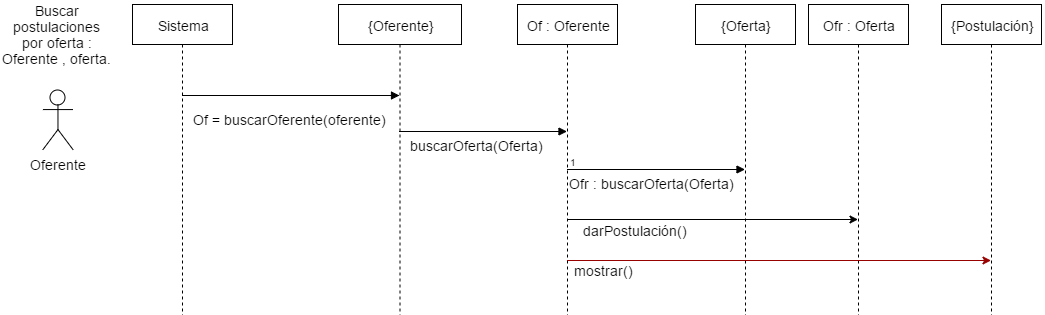 Buscar
postulaciones
por oferta :
Oferente , oferta.
Sistema
{Oferente}
Of : Oferente
{Oferta}
Ofr : Oferta
{Postulación}
Oferente
Of = buscarOferente(oferente)
buscarOferta(Oferta)
1
Ofr : buscarOferta(Oferta)
darPostulación()
mostrar()